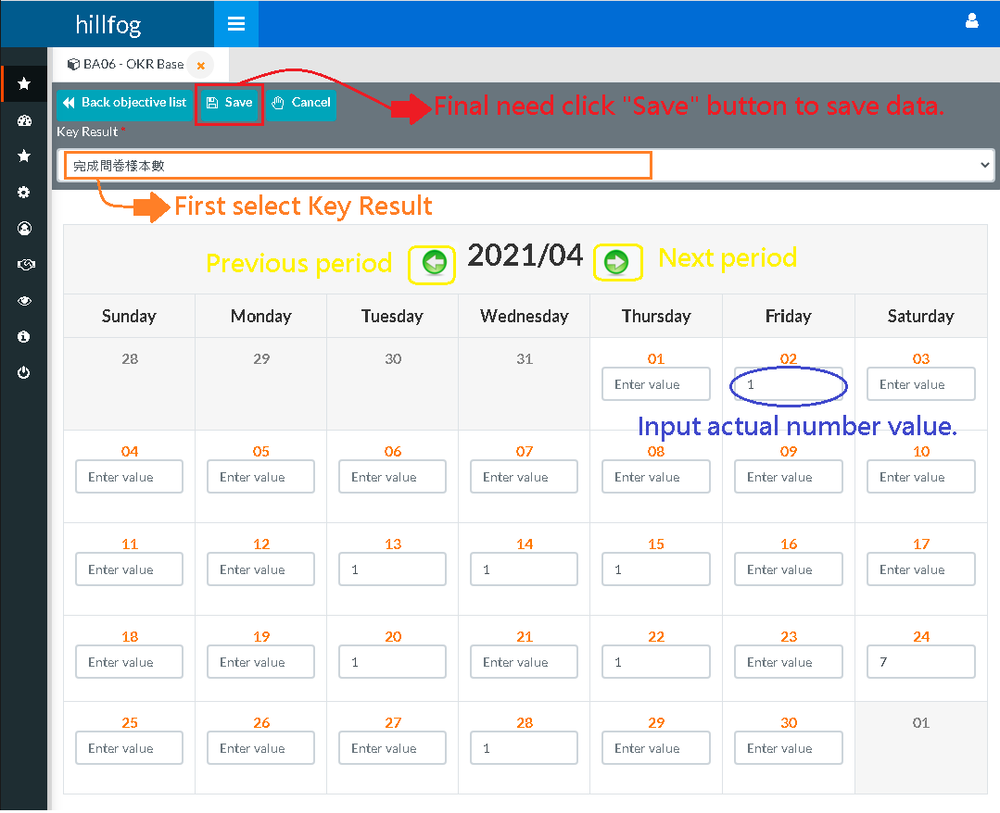 hillfog
BA06 - OKR Base
Back objective list Save Cancel
Final need click "Save" button to save data.
Key Result *
完成問卷樣本數
First select Key Result
Previous period 2021/04 Next period
Sunday Monday Tuesday Wednesday Thursday Friday Saturday
28 29 30 31 01 02 03
Enter value 1 Enter value
Input actual number value.
04 05 06 07 08 09 10
Enter value Enter value Enter value Enter value Enter value Enter value Enter value
11 12 13 14 15 16 17
Enter value Enter value 1 1 1 Enter value Enter value
18 19 20 21 22 23 24
Enter value Enter value 1 Enter value 1 Enter value 7
25 26 27 28 29 30 01
Enter value Enter value Enter value 1 Enter value Enter value